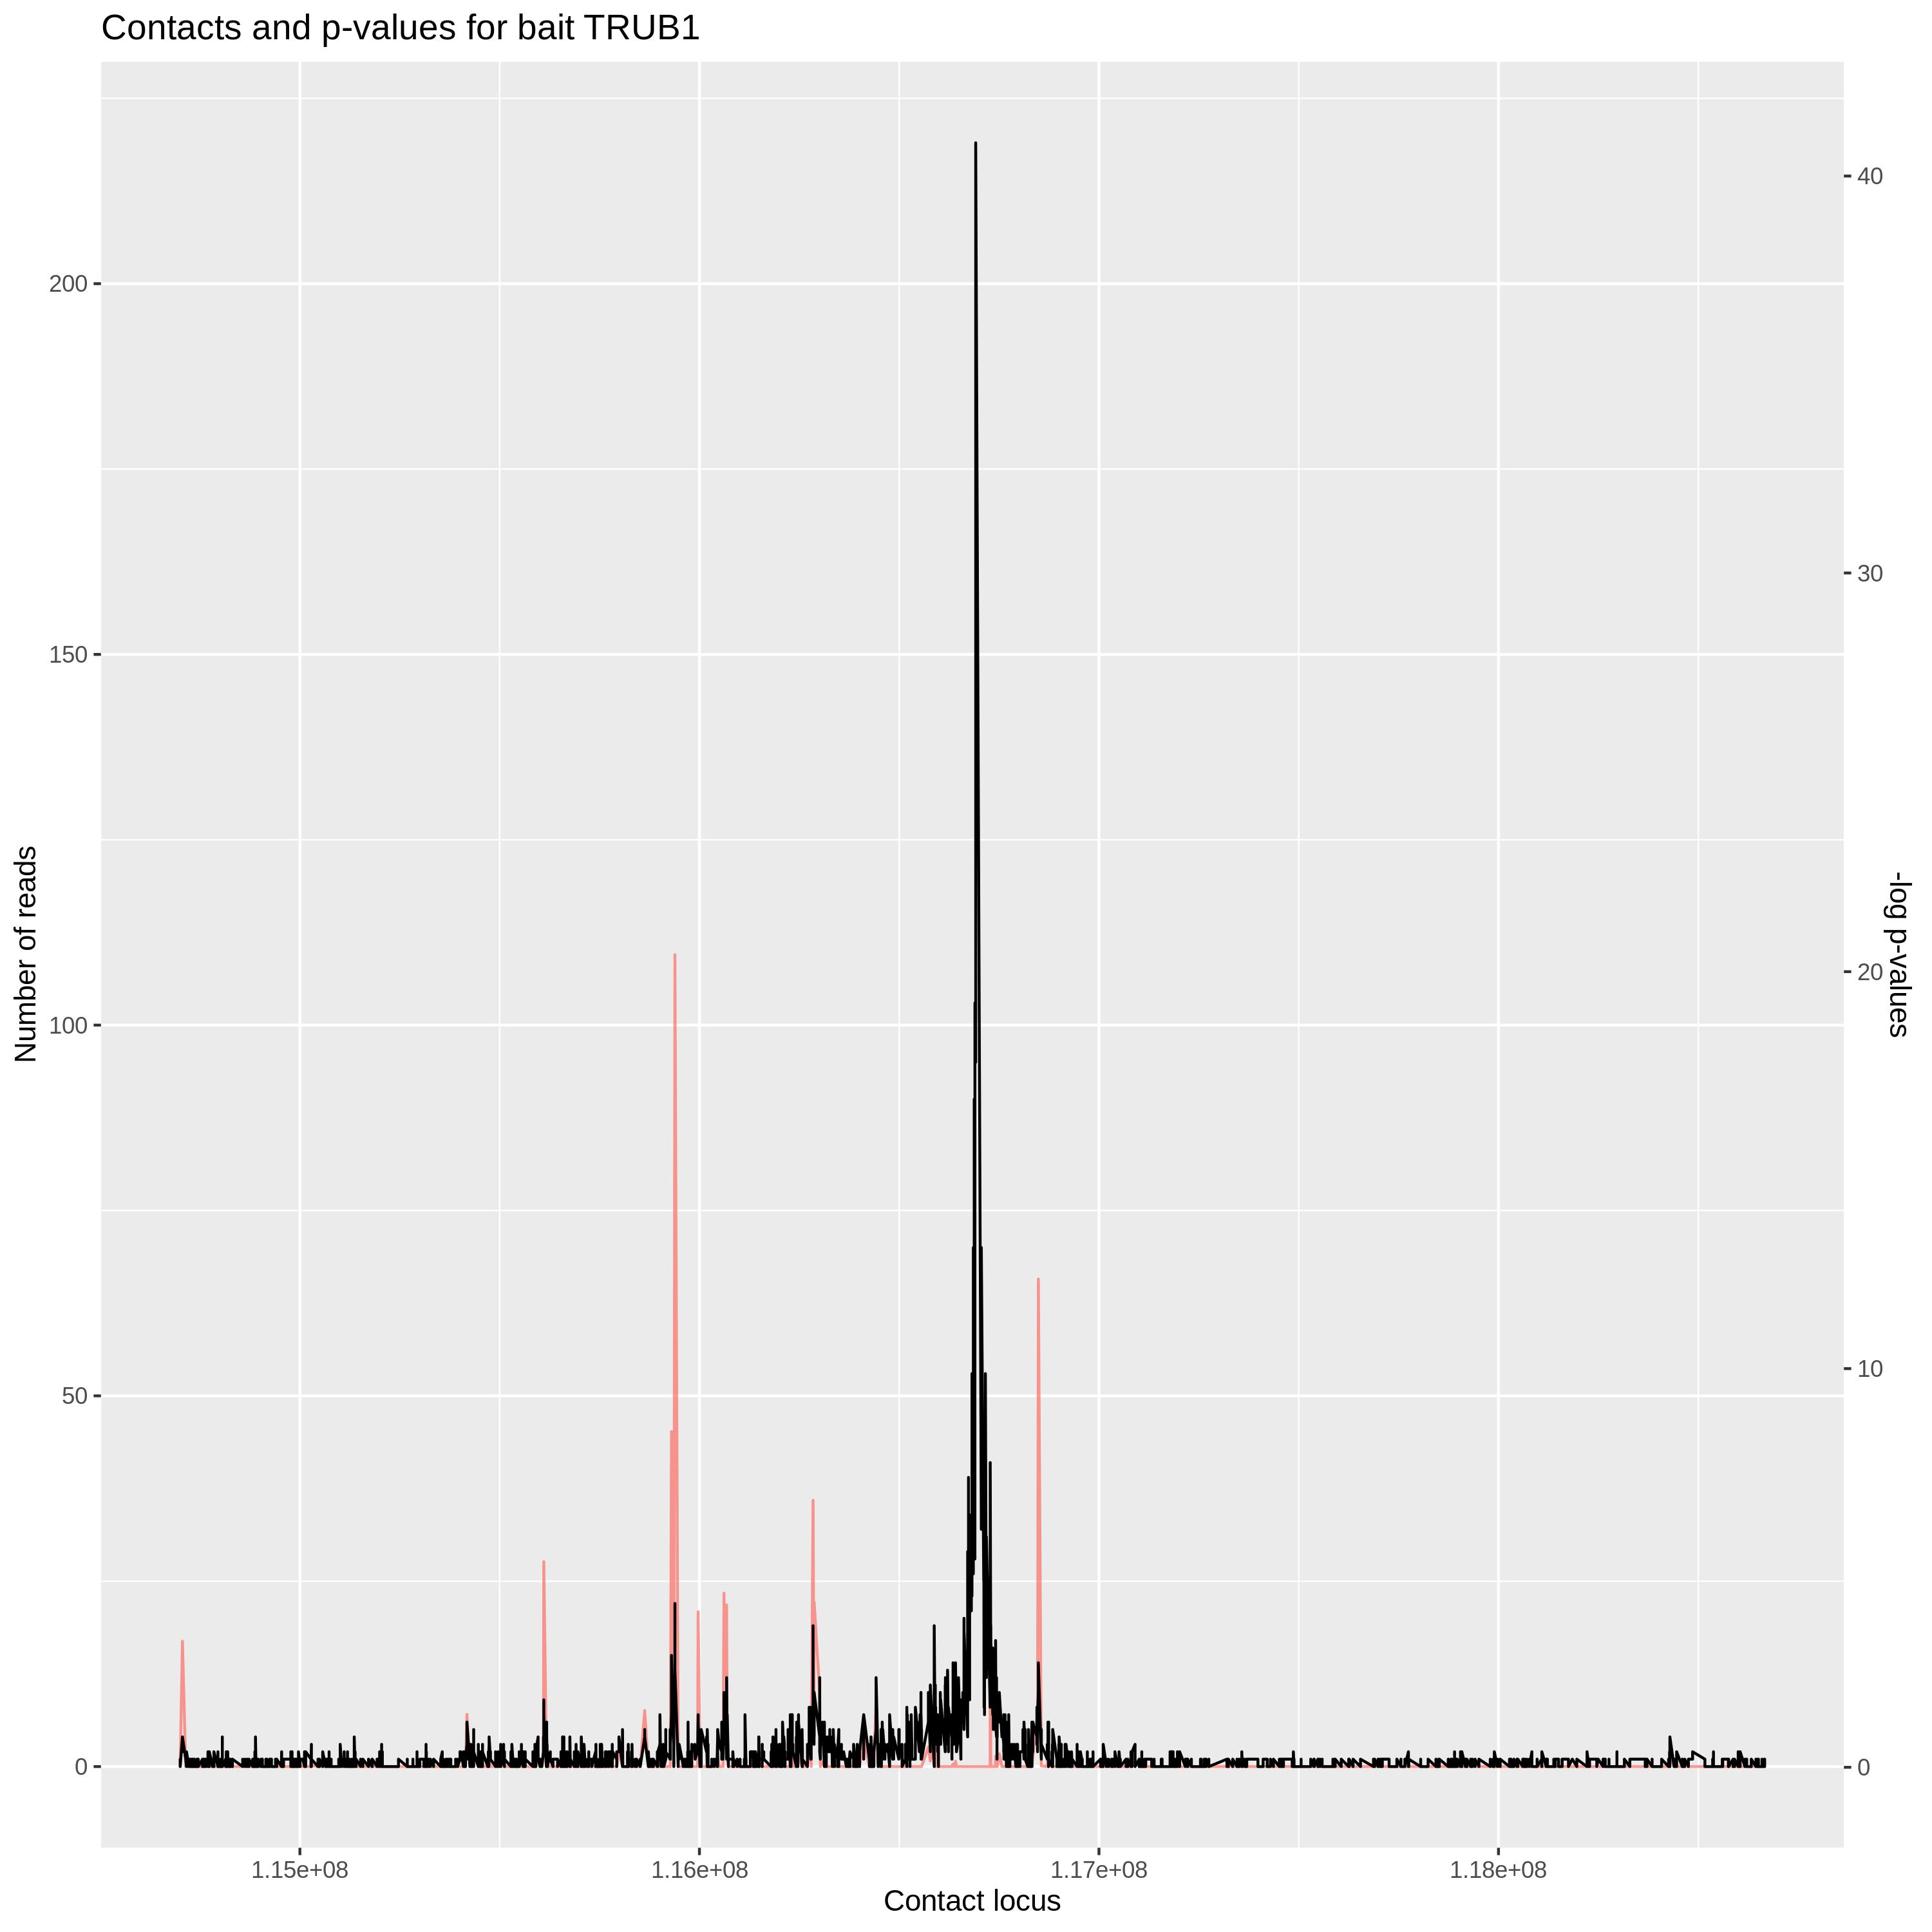 Contacts and p-values for bait TRUB1
Number of reads
200
150
100
50
0
40
30
20
10
0
-log p-values
1.15e+08 1.16e+08 1.17e+08 1.18e+08
Contact locus